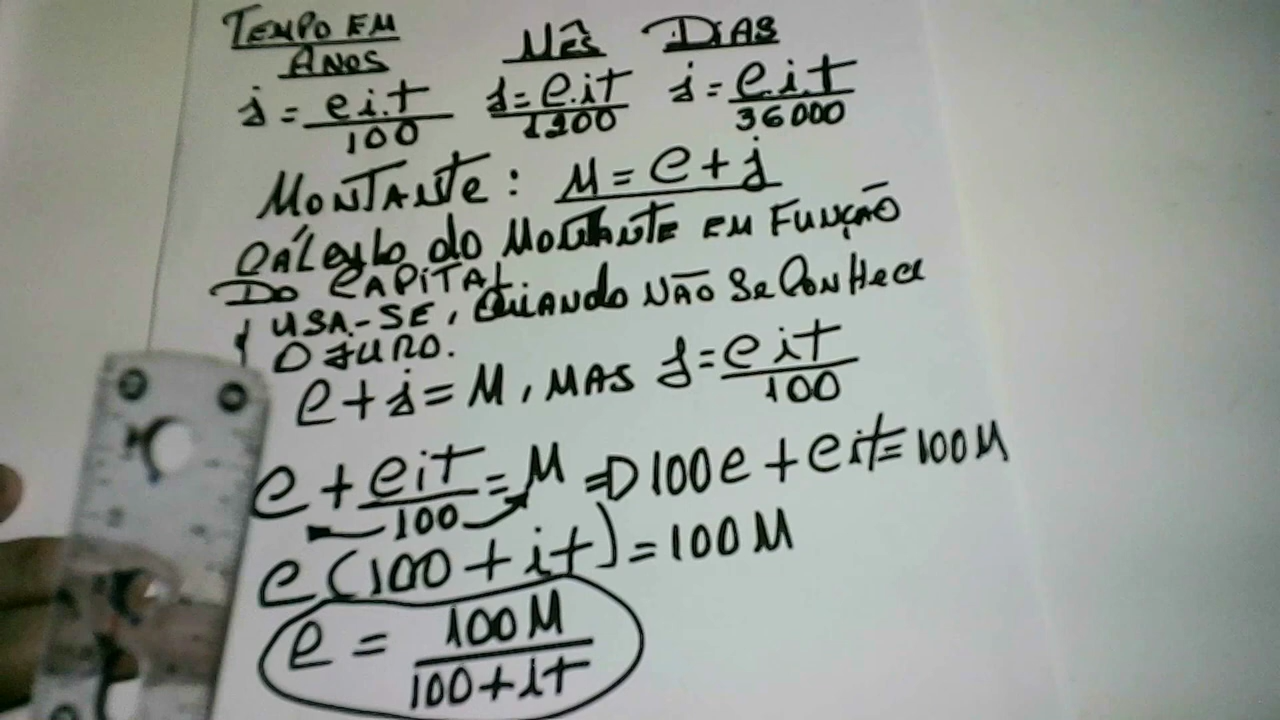 TEMPO EM ANOS MÊS DIAS
j = c.i.t/100 j = c.i.t/1200 j = c.i.t/36000
MONTANTE: M = C + j
CÁLCULO do MONTANTE EM FUNÇÃO
DO CAPITAL
USA-SE, QUANDO NÃO Se Conhece
O JURO.
C + j = M, MAS j = cit/100
C + cit/100 = M => 100C + cit = 100M
C (100 + it) = 100M
C = 100M/100+it